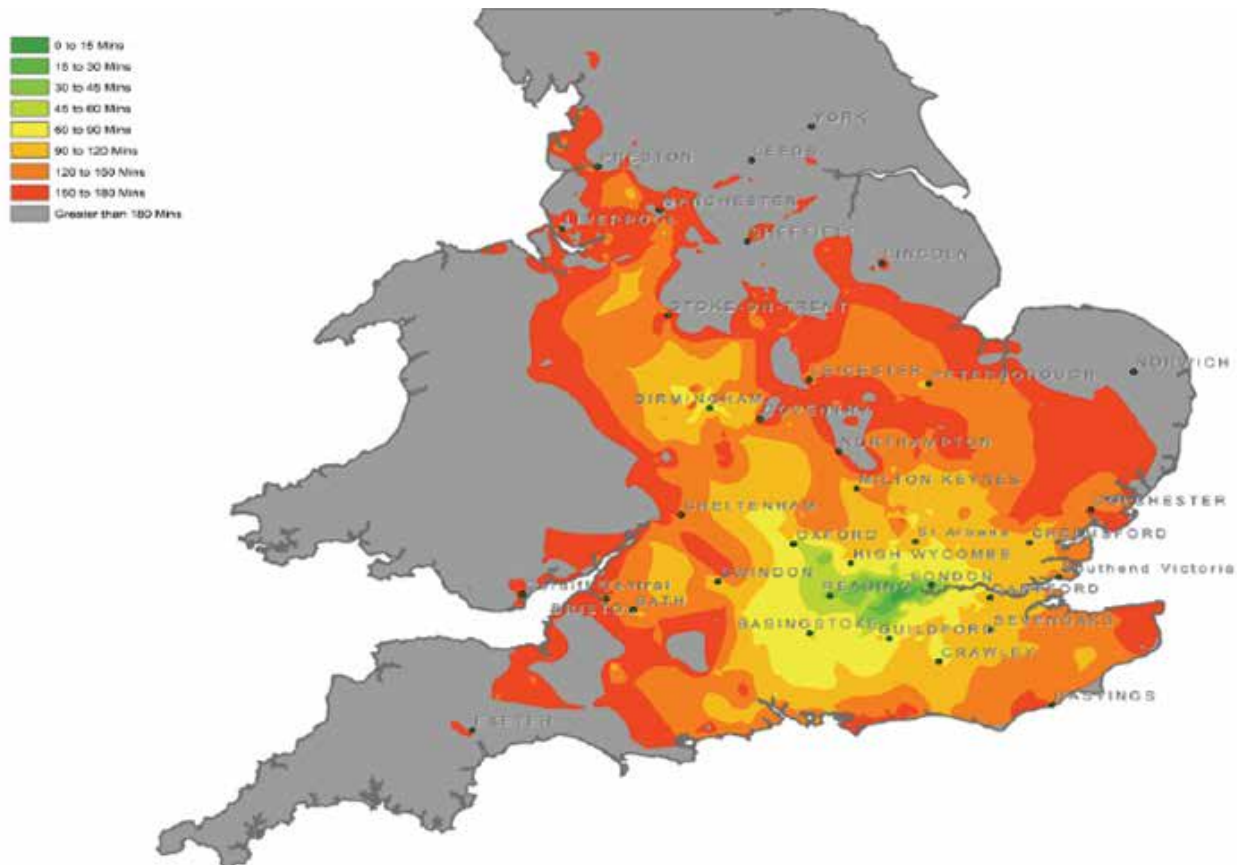 0 to 15 Mins
15 to 30 Mins
30 to 45 Mins
45 to 60 Mins
60 to 90 Mins
90 to 120 Mins
120 to 150 Mins
150 to 180 Mins
Greater than 180 Mins
YORK
LEEDS
PRESTON
MANCHESTER
LIVERPOOL
SHEFFIELD
LINCOLN
STOKE-ON-TRENT
NORWICH
LEICESTER
PETERBOROUGH
BIRMINGHAM
COVENTRY
NORTHAMPTON
MILTON KEYNES
COLCHESTER
CHELTENHAM
OXFORD
St Albans
CHELMSFORD
HIGH WYCOMBE
Southend Victoria
SWINDON
READING
LONDON
DARTFORD
Cardiff Central
BRISTOL
BATH
BASINGSTOKE
GUILDFORD
SEVENOAKS
CRAWLEY
HASTINGS
EXETER